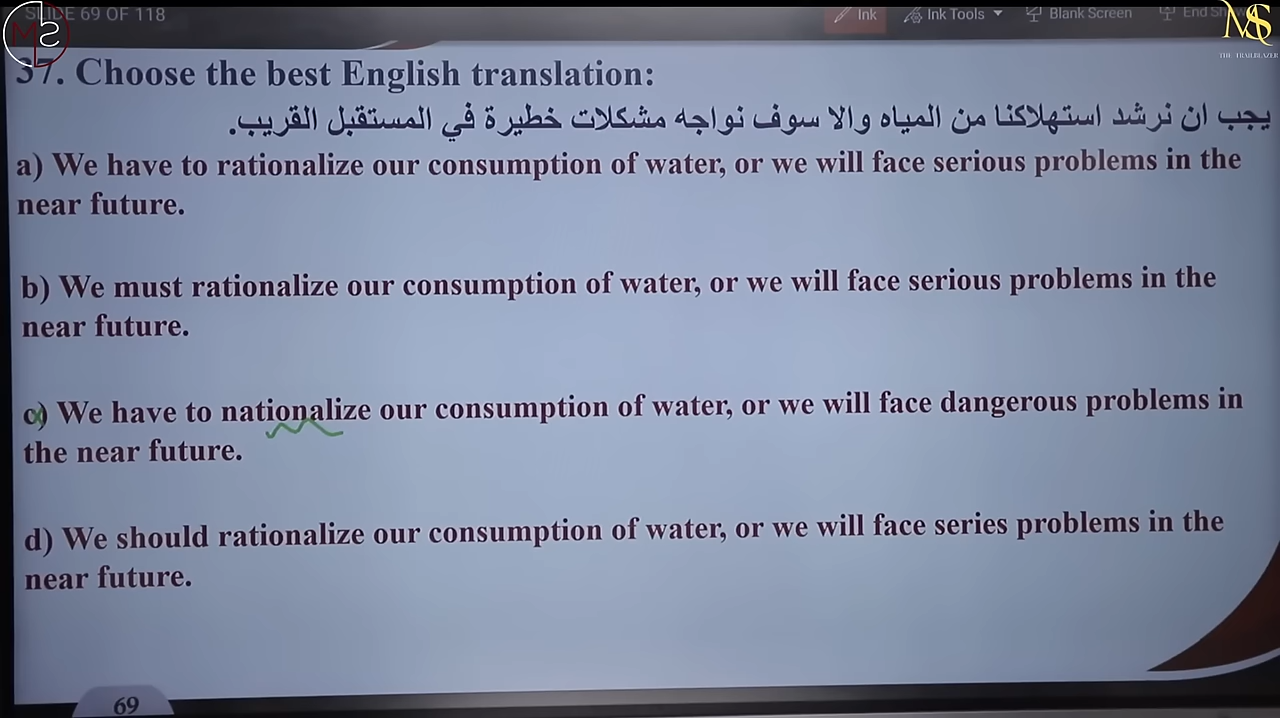 SLIDE 69 OF 118
Ink
Ink Tools
Blank Screen
End
MS
MS
THE TRAILBLAZER
37. Choose the best English translation:
يجب ان نرشد استهلاكنا من المياه والا سوف نواجه مشكلات خطيرة في المستقبل القريب.
a) We have to rationalize our consumption of water, or we will face serious problems in the
near future.
b) We must rationalize our consumption of water, or we will face serious problems in the
near future.
c) We have to nationalize our consumption of water, or we will face dangerous problems in
the near future.
d) We should rationalize our consumption of water, or we will face series problems in the
near future.
69